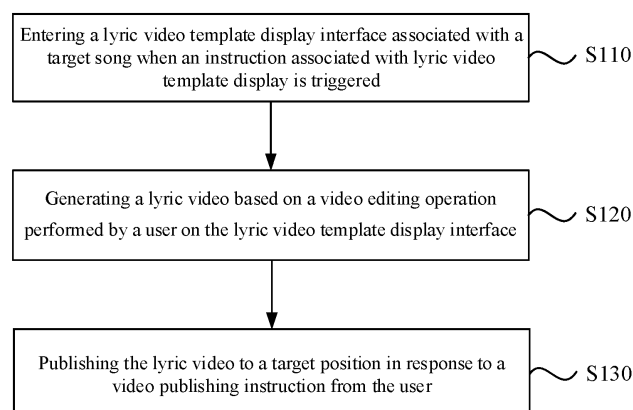 Entering a lyric video template display interface associated with a
target song when an instruction associated with lyric video
template display is triggered
S110
Generating a lyric video based on a video editing operation
performed by a user on the lyric video template display interface
S120
Publishing the lyric video to a target position in response to a
video publishing instruction from the user
S130